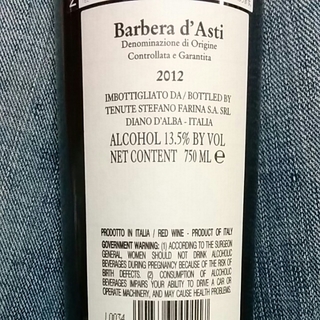 Barbera d'Asti
Denominazione di Origine
Controllata e Garantita
2012
IMBOTTIGLIATO DA / BOTTLED BY
TENUTE STEFANO FARINA S.A. SRL
DIANO D'ALBA - ITALIA
ALCOHOL 13.5% BY VOL
NET CONTENT 750 ML ℮
PRODOTTO IN ITALIA / RED WINE - PRODUCT OF ITALY
GOVERNMENT WARNING: (1) ACCORDING TO THE SURGEON
GENERAL, WOMEN SHOULD NOT DRINK ALCOHOLIC
BEVERAGES DURING PREGNANCY BECAUSE OF THE RISK OF
BIRTH DEFECTS. (2) CONSUMPTION OF ALCOHOLIC
BEVERAGES IMPAIRS YOUR ABILITY TO DRIVE A CAR OR
OPERATE MACHINERY, AND MAY CAUSE HEALTH PROBLEMS.